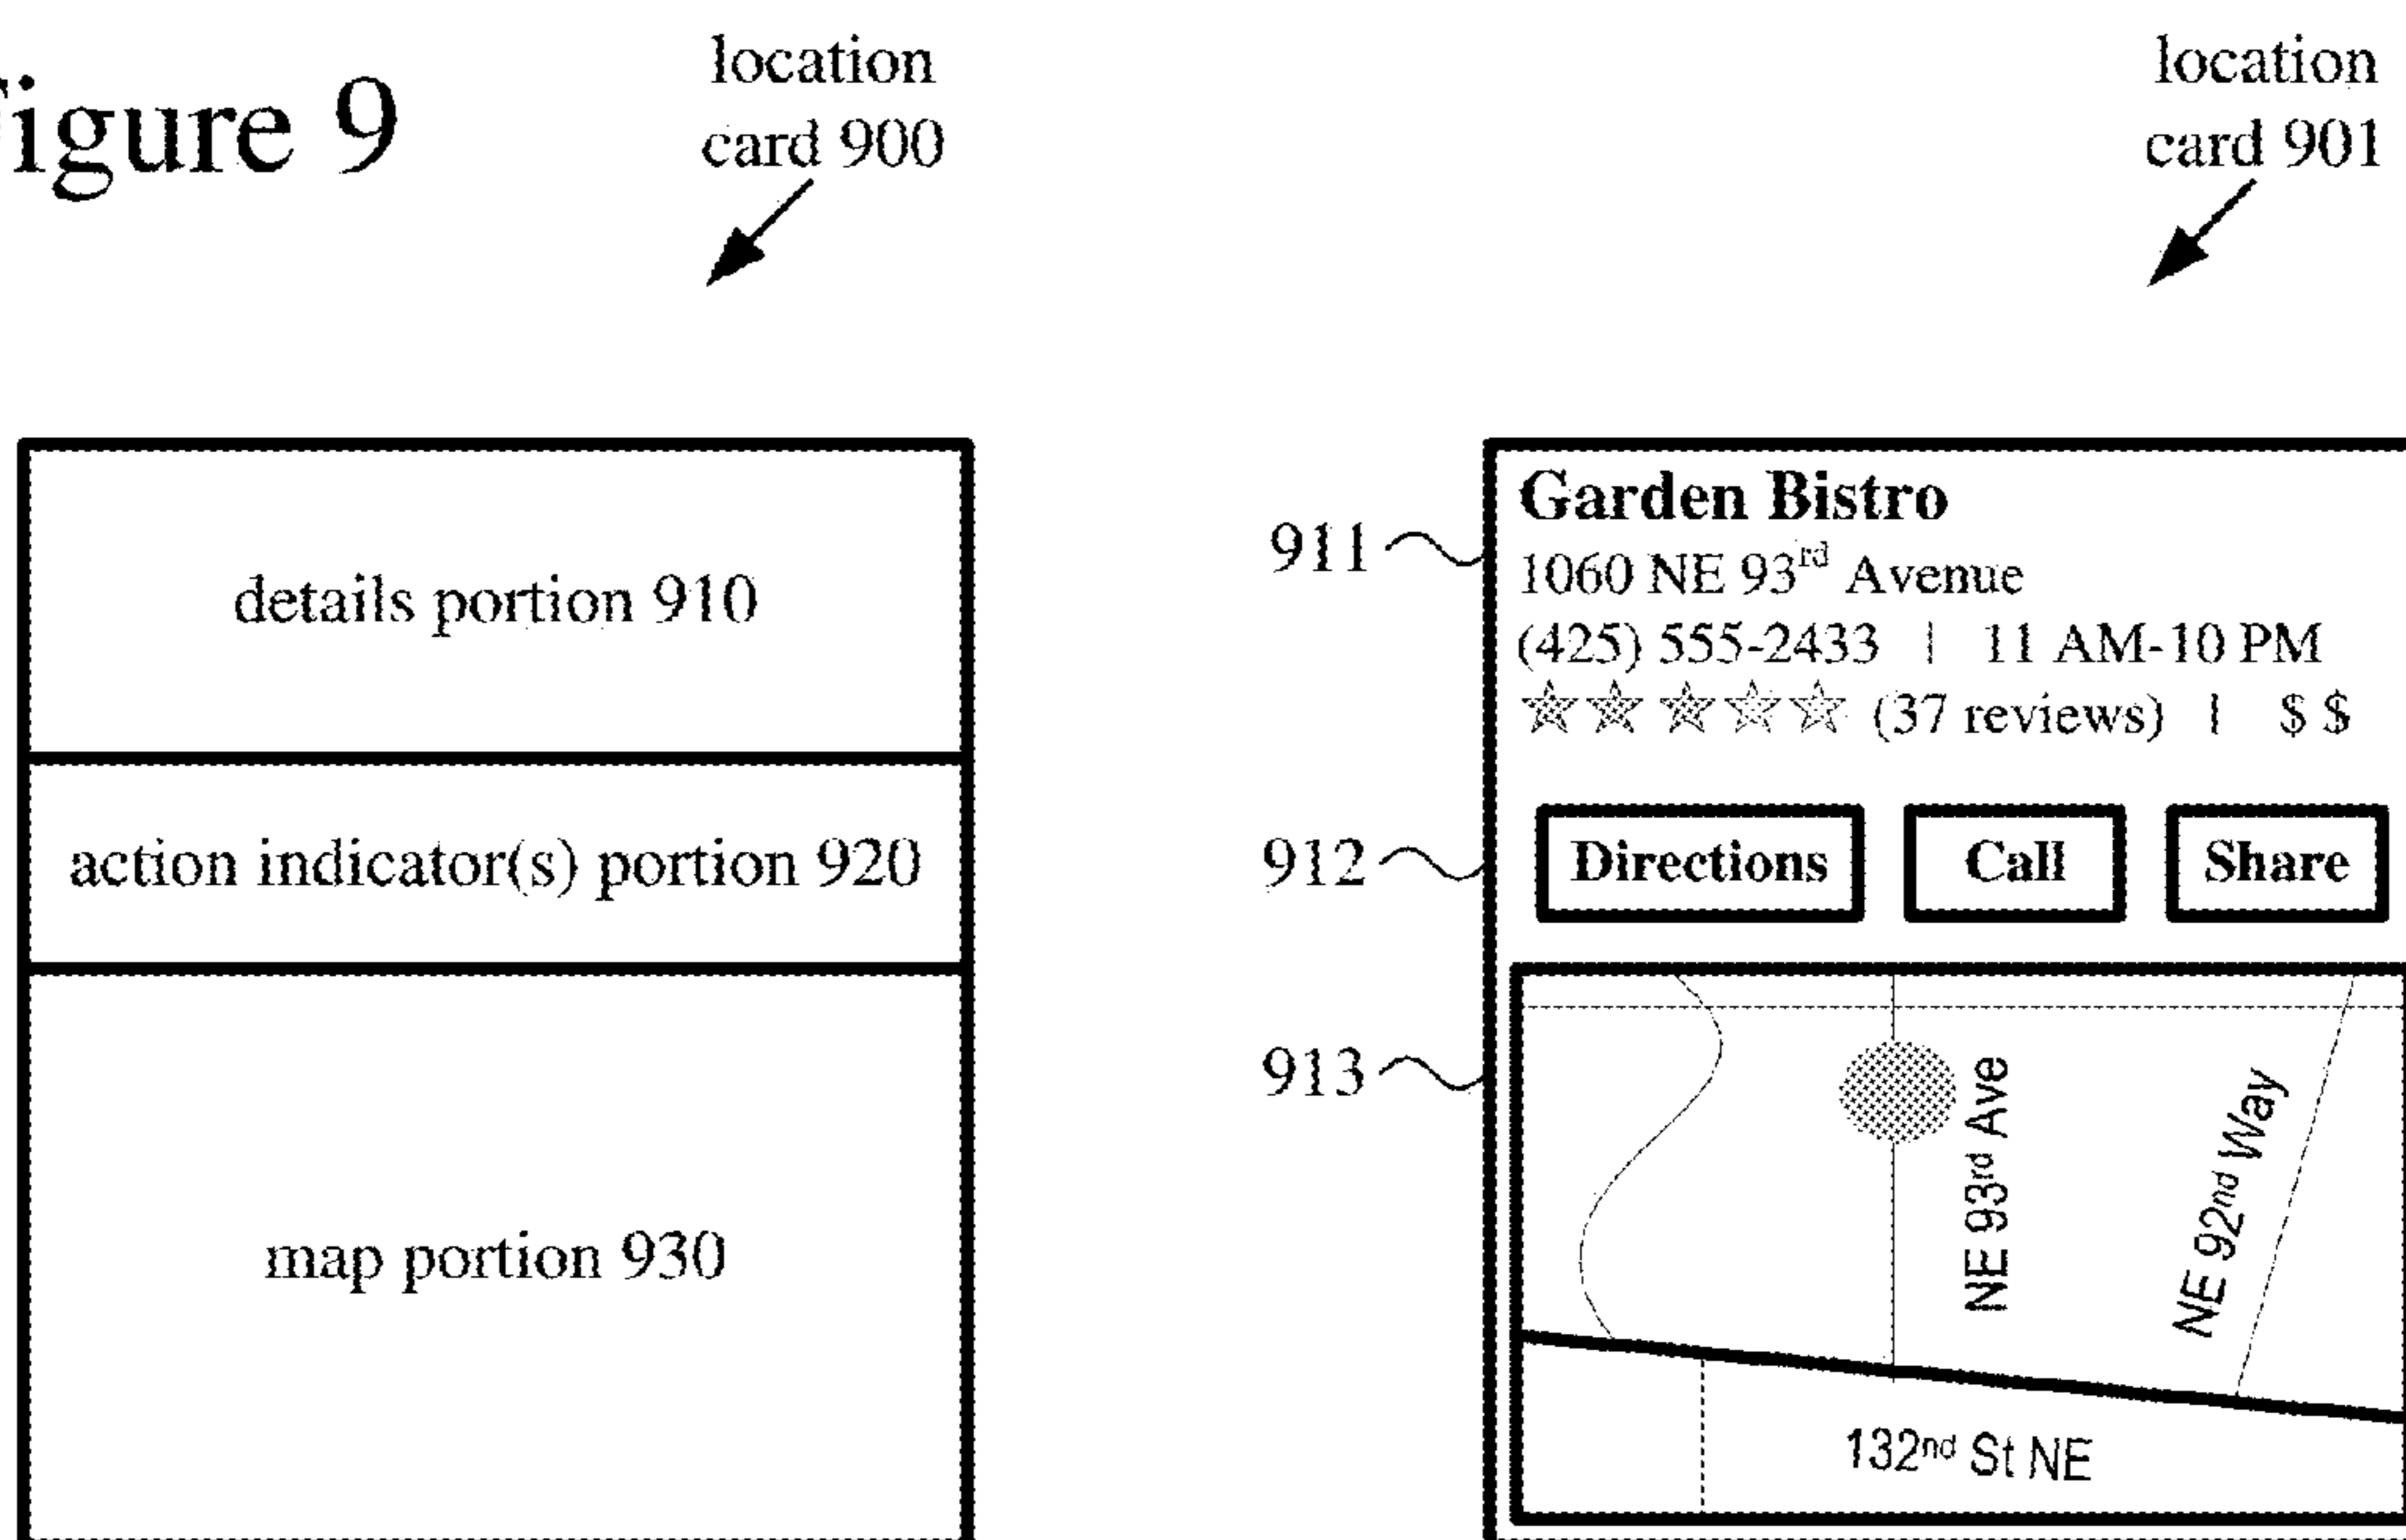 igure 9
location
card 900
location
card 901
details portion 910
action indicator(s) portion 920
map portion 930
911
912
913
Garden Bistro
1060 NE 93rd Avenue
(425) 555-2433 | 11 AM-10 PM
(37 reviews) | $ $
Directions Call Share
NE 93rd Ave
NE 92nd Way
132nd St NE